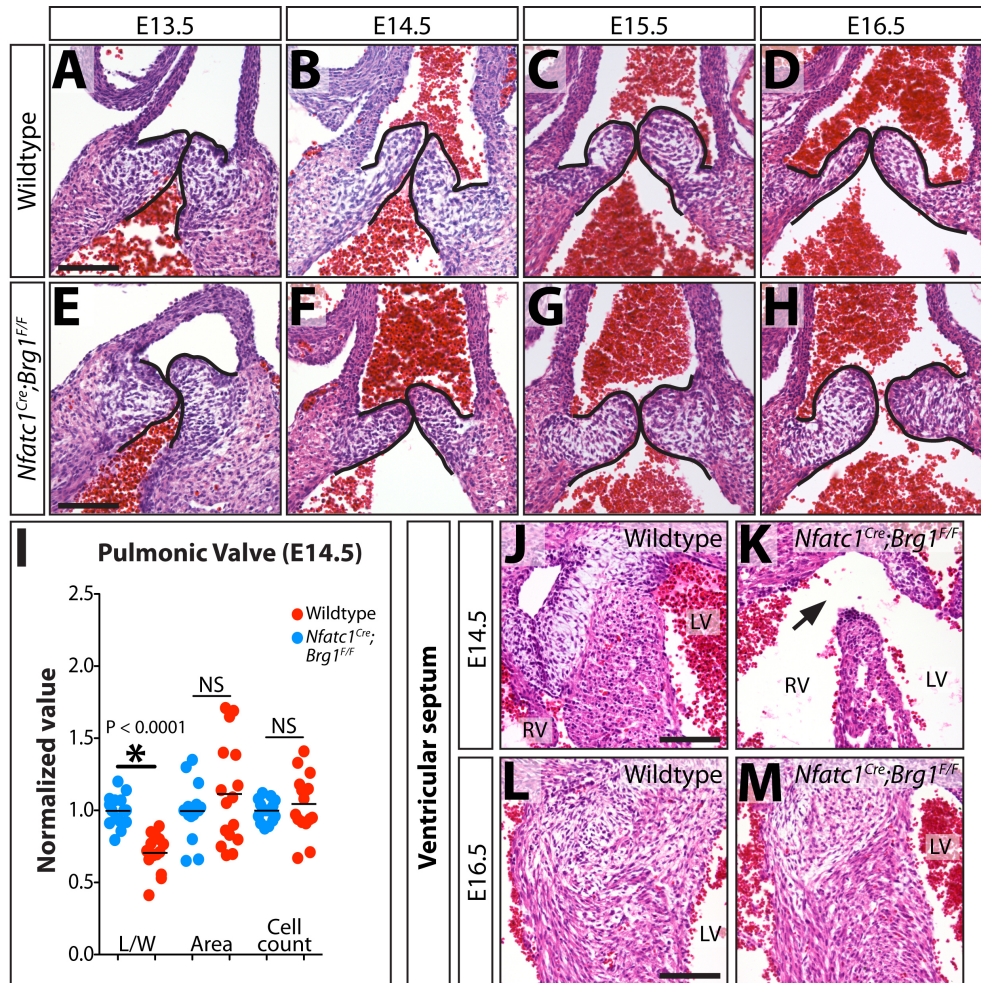 E13.5
E14.5
E15.5
E16.5
Wildtype
A
B
C
D
Nfatc1Cre;Brg1F/F
E
F
G
H
I
Pulmonic Valve (E14.5)
Normalized value
2.5
2.0
1.5
1.0
0.5
0.0
Wildtype
Nfatc1Cre;
Brg1F/F
P < 0.0001
*
NS
NS
L/W
Area
Cell
count
Ventricular septum
E14.5
J
Wildtype
LV
RV
K
Nfatc1Cre;Brg1F/F
RV
LV
E16.5
L
Wildtype
LV
M
Nfatc1Cre;Brg1F/F
LV